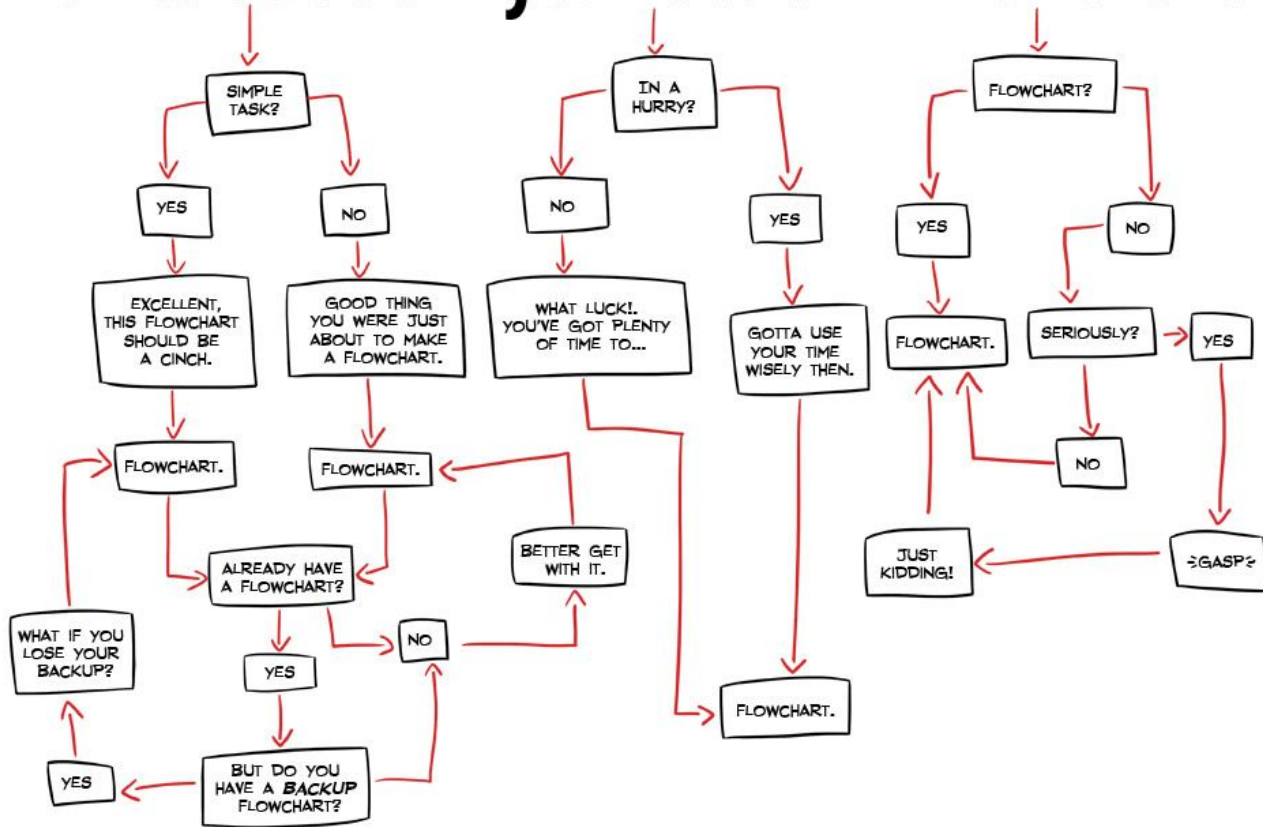 SIMPLE
TASK?
YES
NO
EXCELLENT,
THIS FLOWCHART
SHOULD BE
A CINCH.
GOOD THING
YOU WERE JUST
ABOUT TO MAKE
A FLOWCHART.
FLOWCHART.
FLOWCHART.
ALREADY HAVE
A FLOWCHART?
BETTER GET
WITH IT.
NO
YES
WHAT IF YOU
LOSE YOUR
BACKUP?
YES
BUT DO YOU
HAVE A BACKUP
FLOWCHART?
IN A
HURRY?
NO
YES
WHAT LUCK!.
YOU'VE GOT PLENTY
OF TIME TO...
GOTTA USE
YOUR TIME
WISELY THEN.
FLOWCHART.
FLOWCHART?
YES
NO
FLOWCHART.
SERIOUSLY?
YES
NO
JUST
KIDDING!
GASP